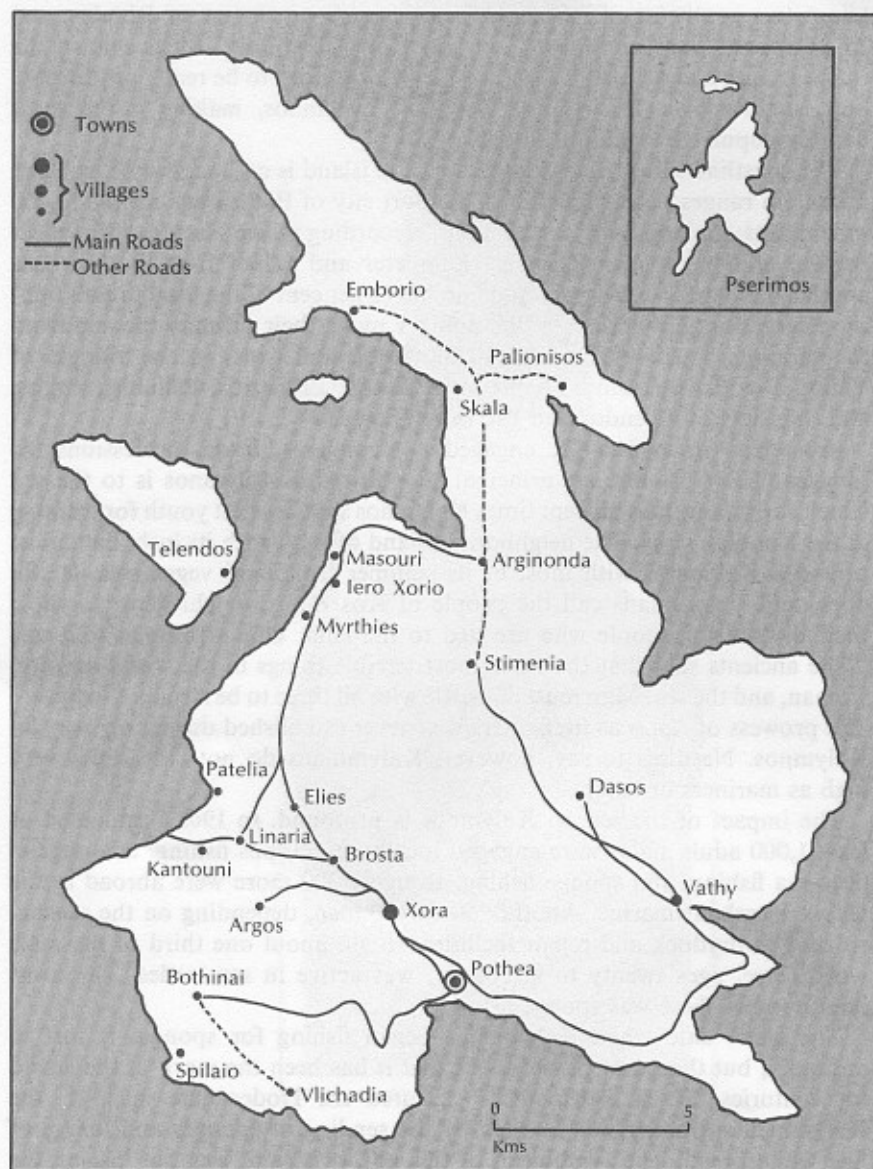 Towns
Villages
Main Roads
Other Roads
Pserimos
Emborio
Palionisos
Skala
Telendos
Masouri
Arginonda
Iero Xorio
Myrthies
Stimenia
Patelia
Elies
Dasos
Linaria
Kantouni
Brosta
Vathy
Argos
Xora
Bothinai
Pothea
Spilaio
Vlichadia
0 5
Kms